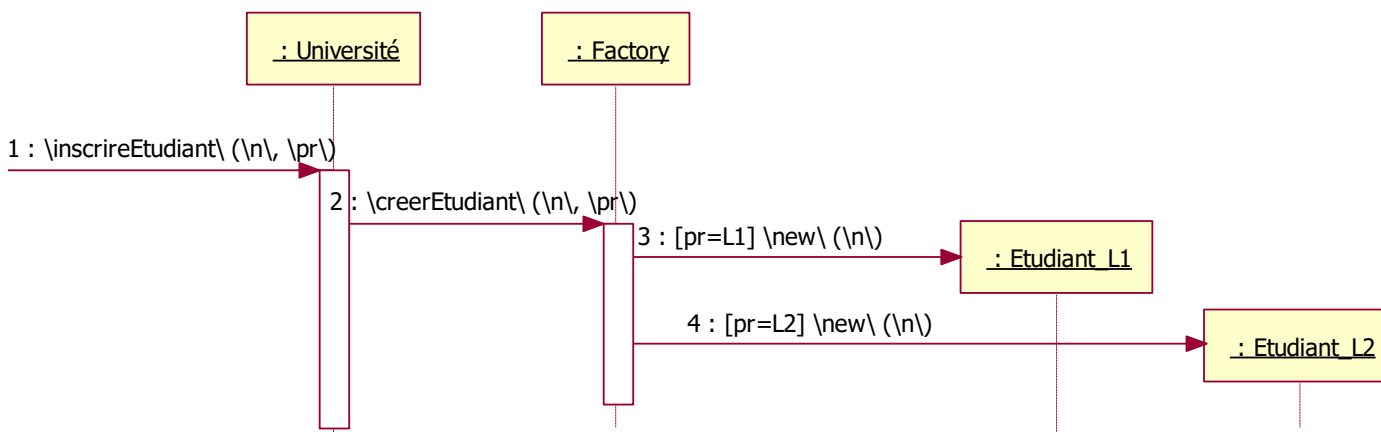 : Université
: Factory
1 : \inscrireEtudiant\ (\n\, \pr\)
2 : \creerEtudiant\ (\n\, \pr\)
3 : [pr=L1] \new\ (\n\)
: Etudiant_L1
4 : [pr=L2] \new\ (\n\)
: Etudiant_L2